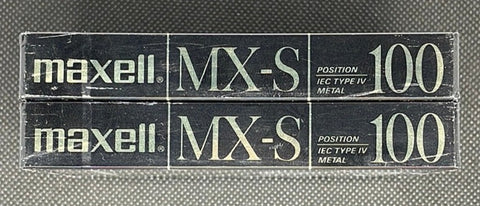 maxell® MX-S POSITION 100
IEC TYPE IV
METAL
maxell® MX-S POSITION 100
IEC TYPE IV
METAL